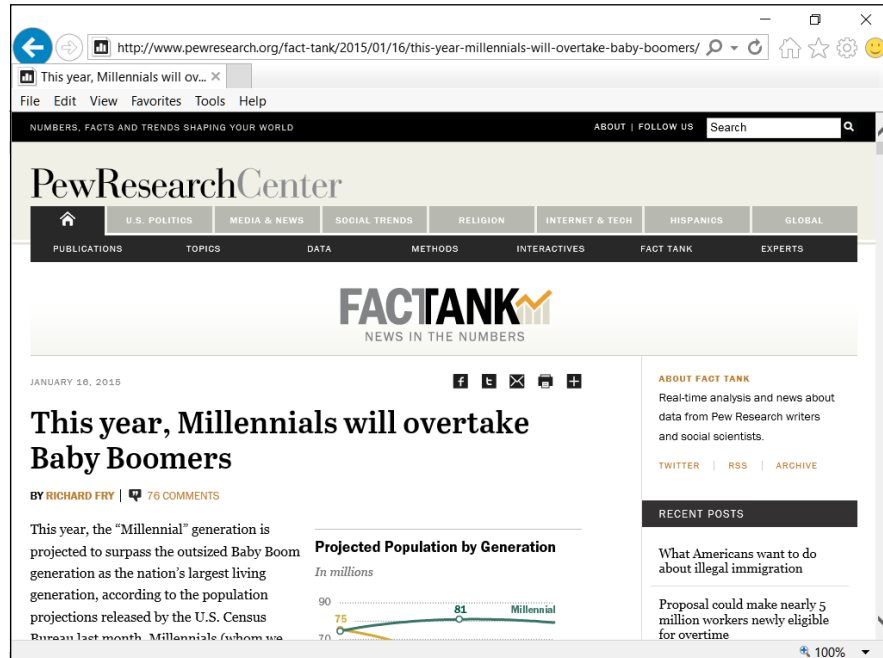 http://www.pewresearch.org/fact-tank/2015/01/16/this-year-millennials-will-overtake-baby-boomers/
This year, Millennials will ov...
File Edit View Favorites Tools Help
NUMBERS, FACTS AND TRENDS SHAPING YOUR WORLD
ABOUT | FOLLOW US
Search
PewResearchCenter
U.S. POLITICS MEDIA & NEWS SOCIAL TRENDS RELIGION INTERNET & TECH HISPANICS GLOBAL
PUBLICATIONS TOPICS DATA METHODS INTERACTIVES FACT TANK EXPERTS
FACTANK
NEWS IN THE NUMBERS
JANUARY 16, 2015
This year, Millennials will overtake
Baby Boomers
BY RICHARD FRY | 76 COMMENTS
This year, the “Millennial” generation is
projected to surpass the outsized Baby Boom
generation as the nation’s largest living
generation, according to the population
projections released by the U.S. Census
Bureau last month. Millennials (whom we
Projected Population by Generation
In millions
90
75
81
Millennial
70
ABOUT FACT TANK
Real-time analysis and news about
data from Pew Research writers
and social scientists.
TWITTER | RSS | ARCHIVE
RECENT POSTS
What Americans want to do
about illegal immigration
Proposal could make nearly 5
million workers newly eligible
for overtime
100%